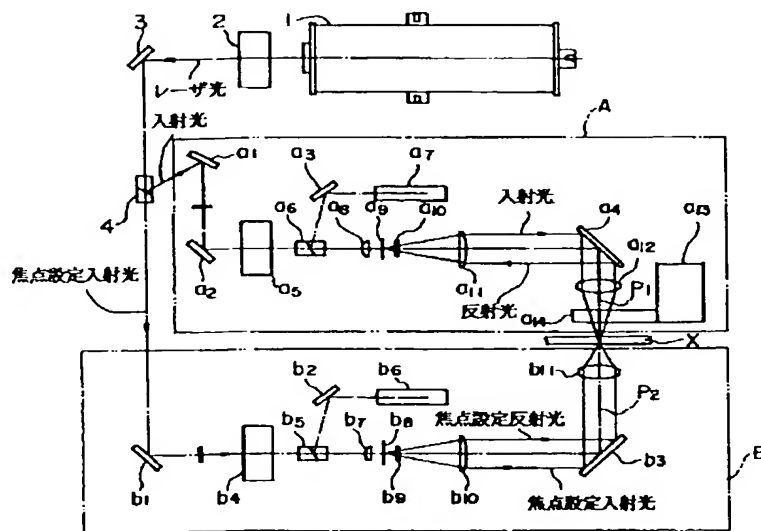 3
2
1
レーザ光
入射光
A
a1
a3
a7
4
a6
a8
a9
a10
入射光
a4
a13
a2
a5
a11
反射光
a12
P1
a14
焦点設定入射光
X
b11
b2
b6
P2
b5
b7
b8
焦点設定反射光
b1
b4
b9
b10
b3
B
焦点設定入射光